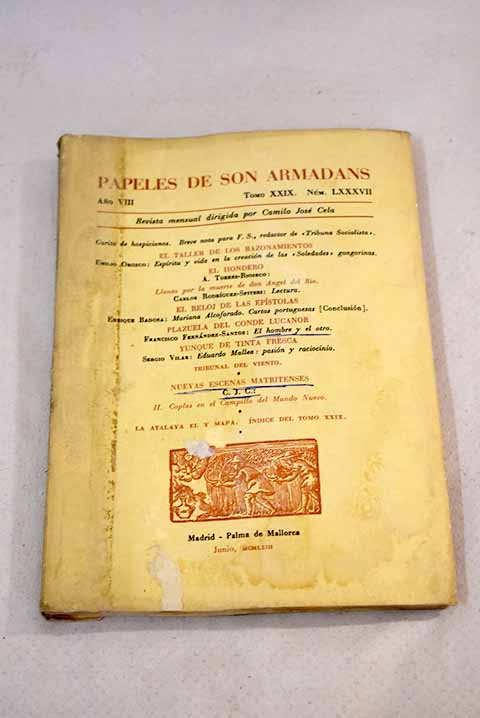 PAPELES DE SON ARMADANS
Año VIII Tomo XXIX. Núm. LXXXVII
Revista mensual dirigida por Camilo José Cela
Carito de hospicianos. Breve nota para F. S., redactor de «Tribuna Socialista».
EL TALLER DE LOS RAZONAMIENTOS
Emilio Orozco: Espíritu y vida en la creación de las «Soledades» gongorinas.
EL HONDERO
A. Torres-Rioseco:
Llanto por la muerte de don Angel del Río.
Carlos Rodríguez-Spiteri: Lectura.
EL RELOJ DE LAS EPÍSTOLAS
Enrique Badosa: Mariana Alcoforado. Cartas portuguesas [Conclusión].
PLAZUELA DEL CONDE LUCANOR
Francisco Fernández-Santos: El hombre y el otro.
YUNQUE DE TINTA FRESCA
Sergio Vilar: Eduardo Mallea: pasión y raciocinio.
TRIBUNAL DEL VIENTO.
NUEVAS ESCENAS MATRITENSES
C. J. C.:
II. Coplas en el Campillo del Mundo Nuevo.
LA ATALAYA EL Y MAPA. ÍNDICE DEL TOMO XXIX.
Madrid - Palma de Mallorca
Junio, MCMLXIII